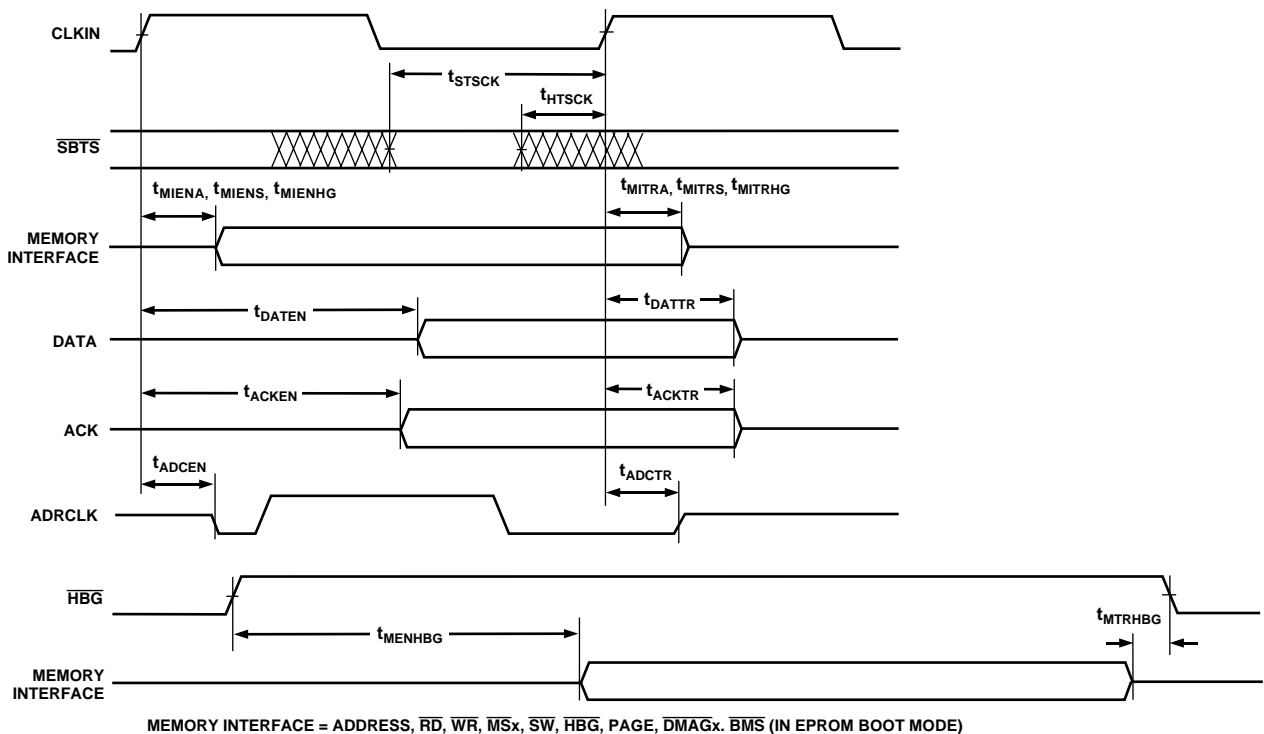 CLKIN
tSTSCK
tHTSCK
SBTS
tMIENA, tMIENS, tMIENHG
tMITRA, tMITRS, tMITRHG
MEMORY
INTERFACE
tDATEN
tDATTR
DATA
tACKEN
tACKTR
ACK
tADCEN
tADCTR
ADRCLK
HBG
tMENHBG
tMTRHBG
MEMORY
INTERFACE
MEMORY INTERFACE = ADDRESS, RD, WR, MSx, SW, HBG, PAGE, DMAGx. BMS (IN EPROM BOOT MODE)